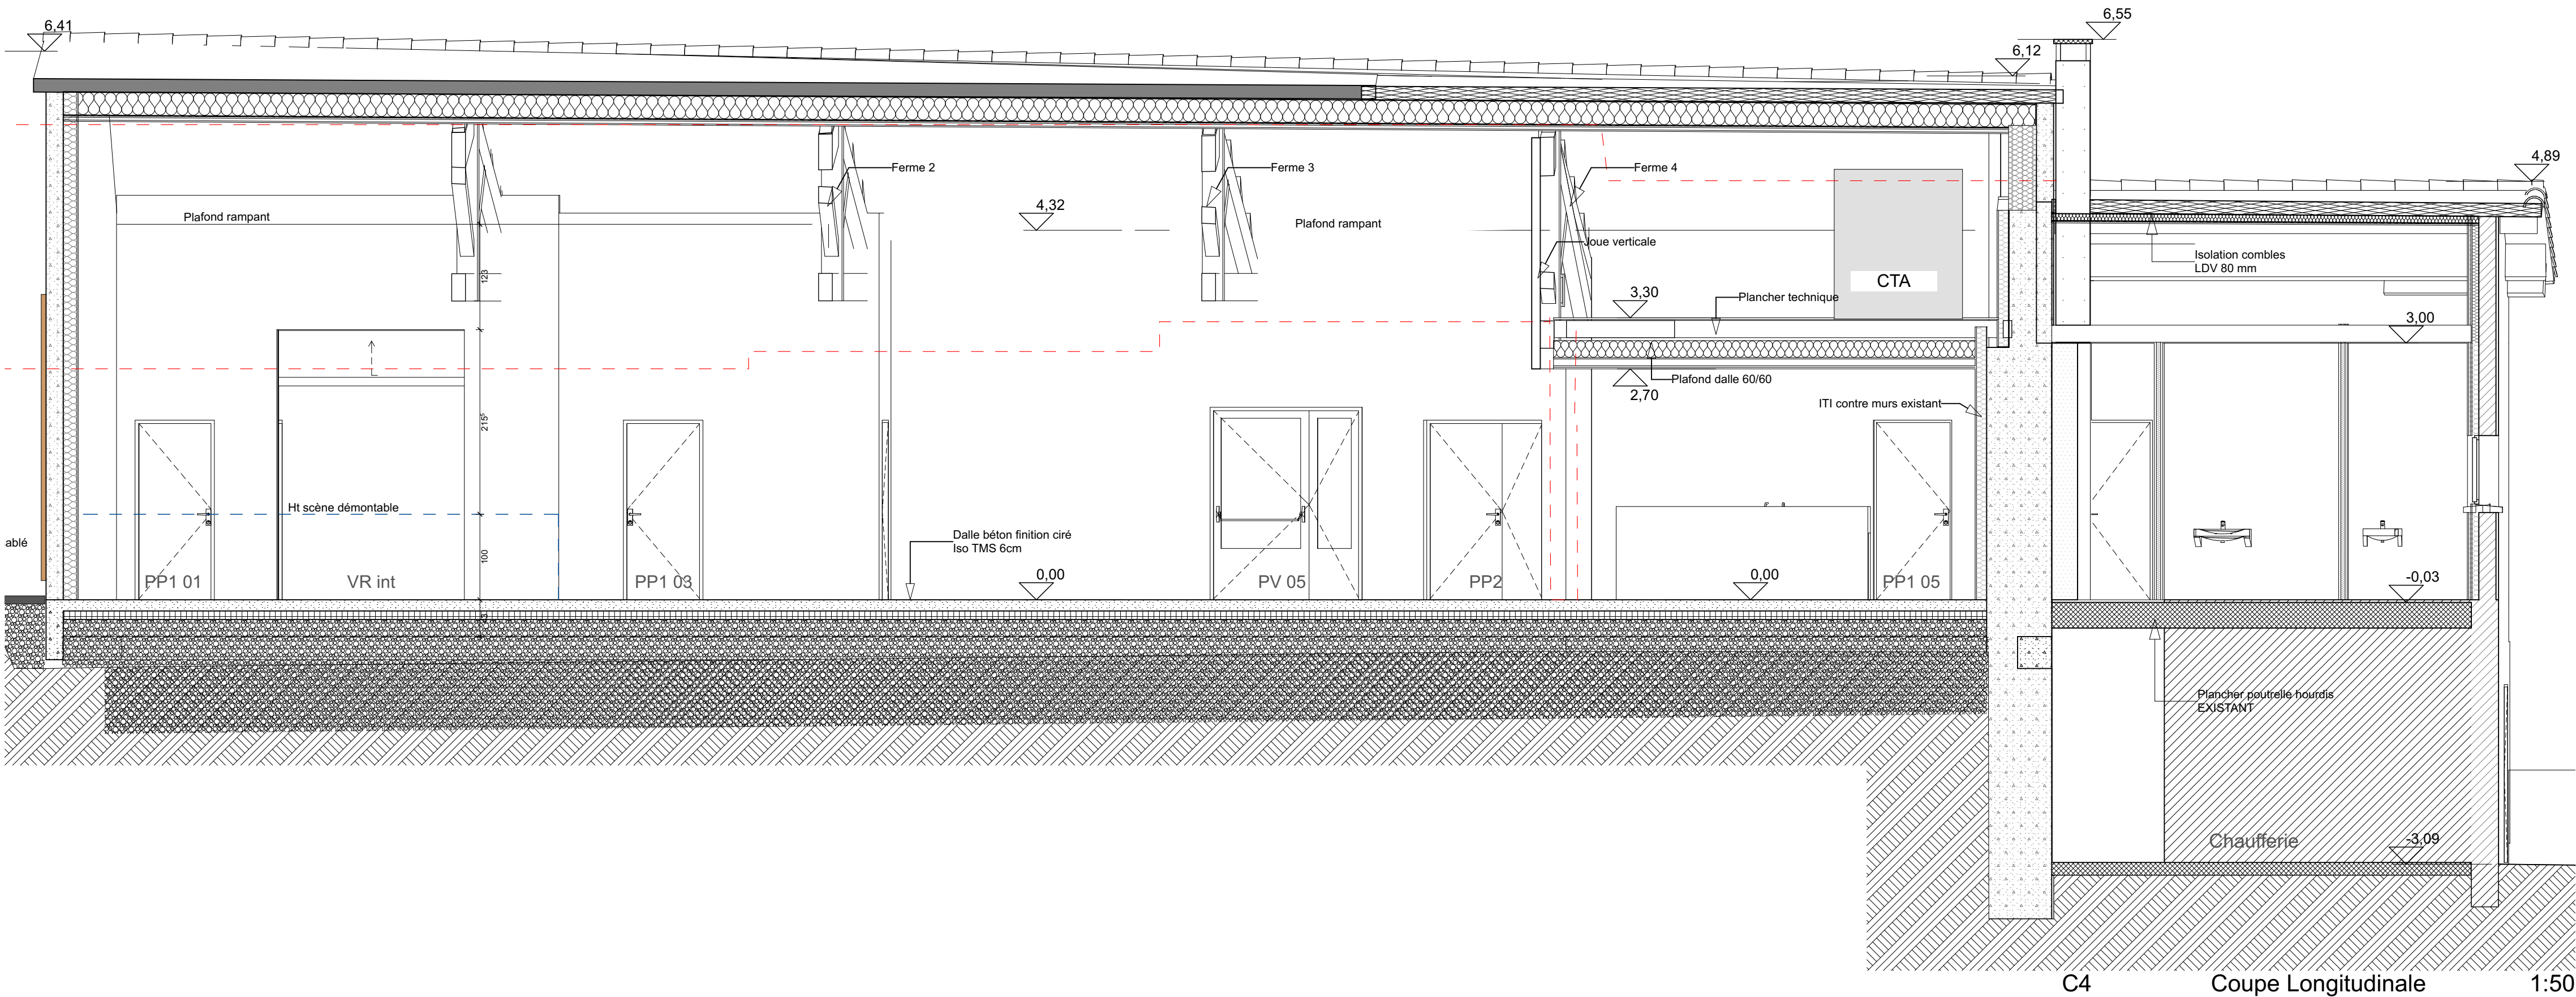 6,41
6,55
6,12
4,89
Ferme 2
Ferme 3
Ferme 4
4,32
Plafond rampant
Plafond rampant
Joue verticale
Isolation combles
LDV 80 mm
CTA
123
3,30
Plancher technique
3,00
Plafond dalle 60/60
2,70
ITI contre murs existant
215⁵
Ht scène démontable
ablé
Dalle béton finition ciré
Iso TMS 6cm
100
0,00
0,00
-0,03
PP1 01
VR int
PP1 03
PV 05
PP2
PP1 05
Plancher poutrelle hourdis
EXISTANT
Chaufferie
-3,09
C4
Coupe Longitudinale
1:50